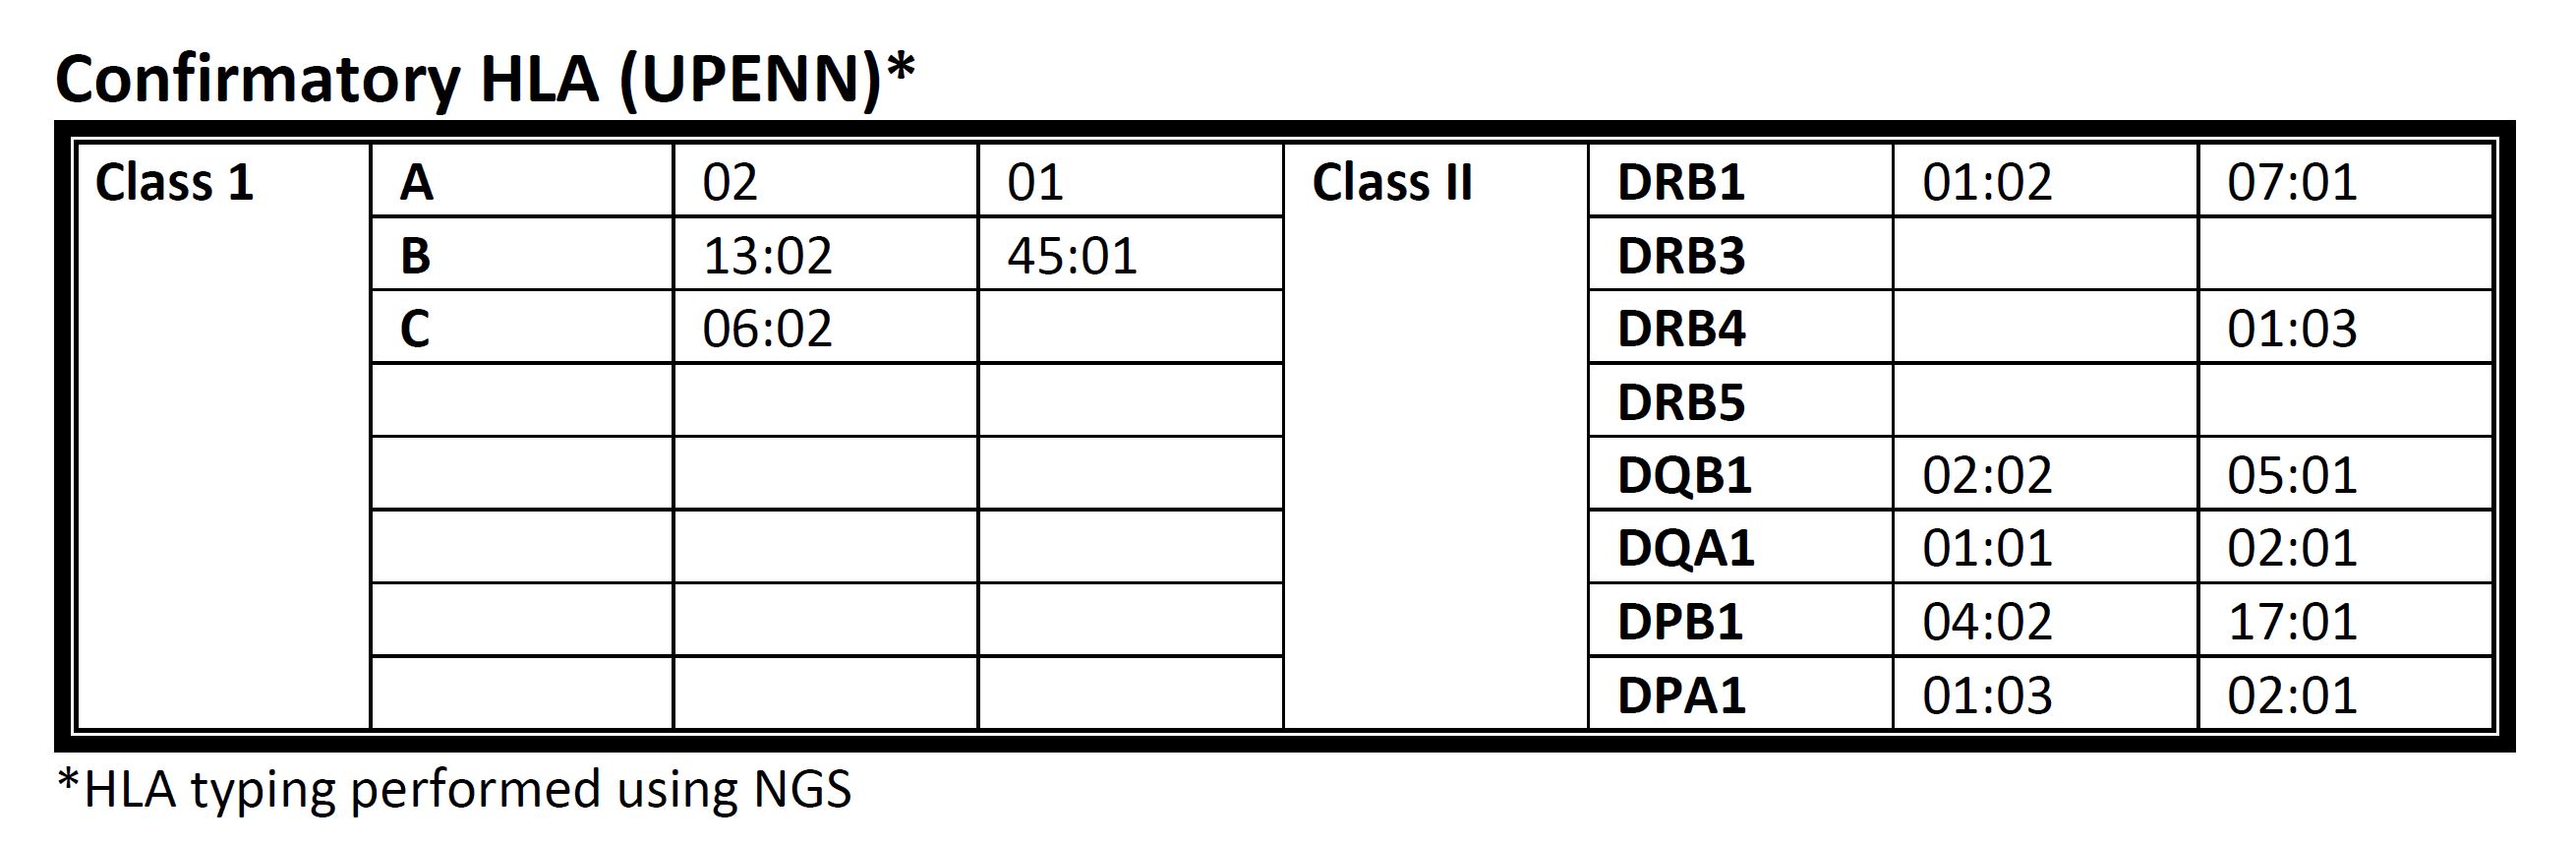 Confirmatory HLA (UPENN)*
Class 1 A 02 01 Class II DRB1 01:02 07:01
B 13:02 45:01 DRB3
C 06:02 DRB4 01:03
DRB5
DQB1 02:02 05:01
DQA1 01:01 02:01
DPB1 04:02 17:01
DPA1 01:03 02:01
*HLA typing performed using NGS